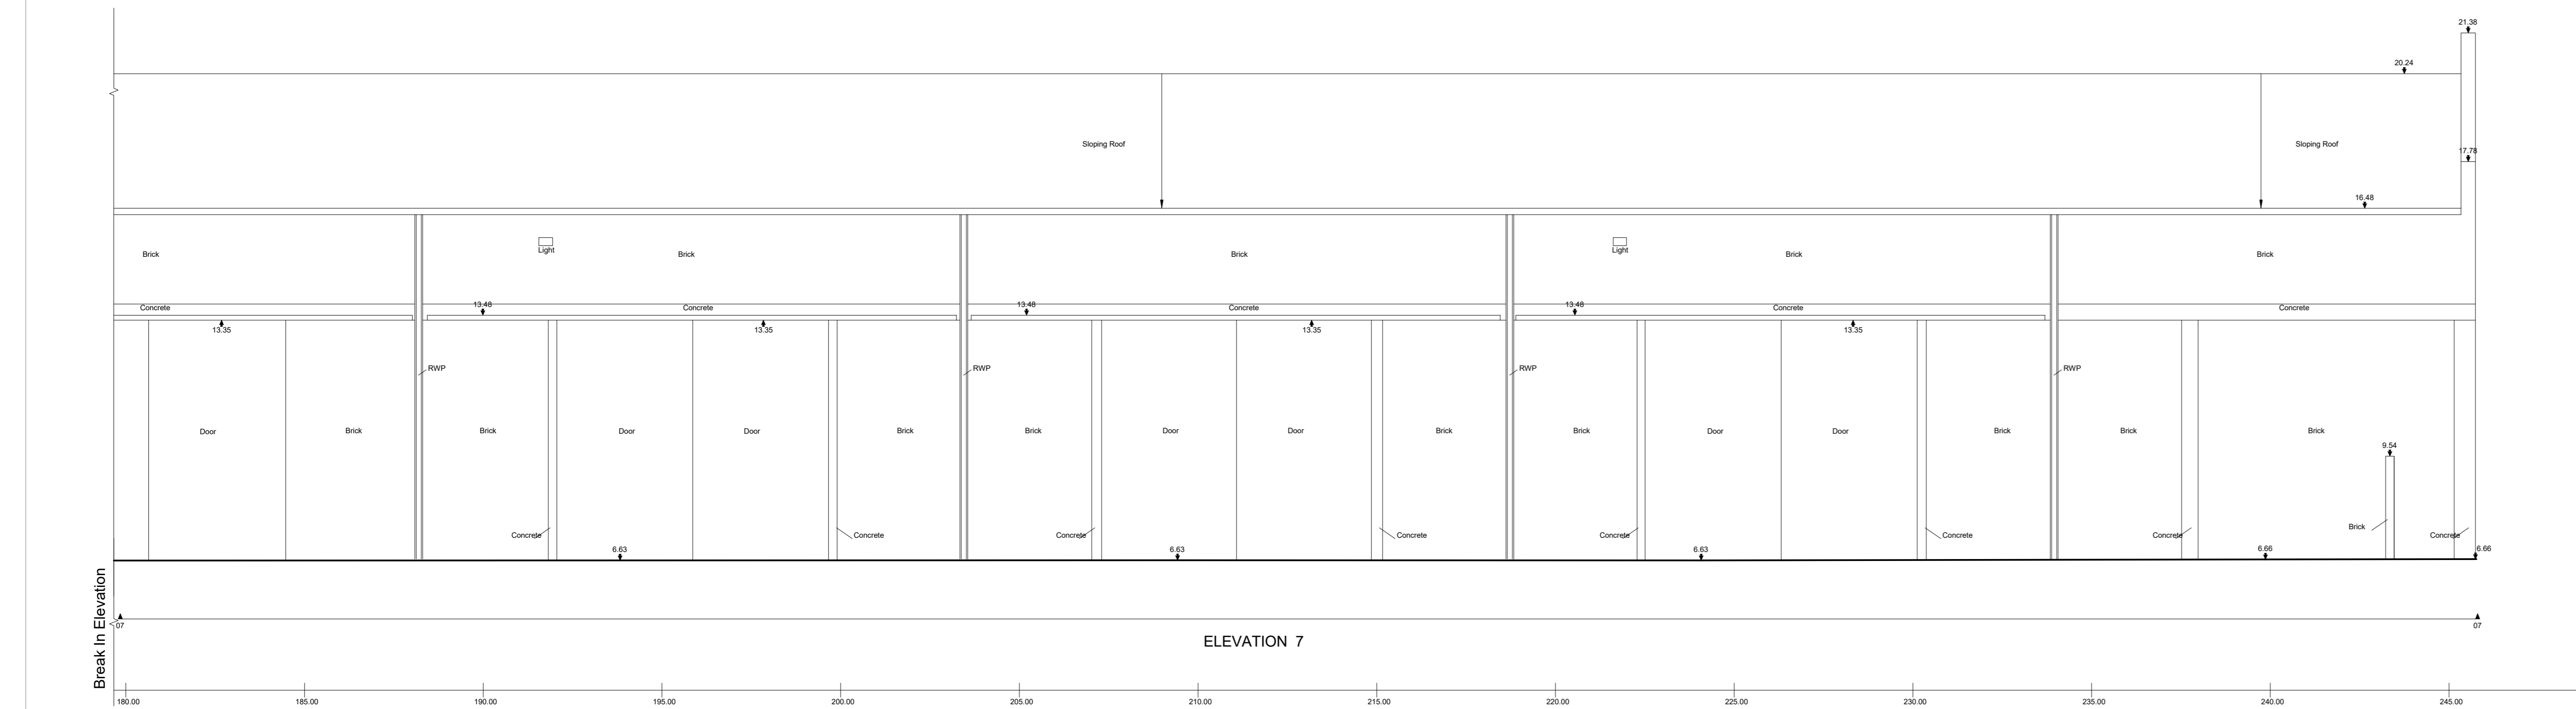 21.38
20.24
Sloping Roof
Sloping Roof
17.78
16.48
Light
Light
Brick
Brick
Brick
Brick
Brick
13.48
13.48
13.48
Concrete
Concrete
Concrete
Concrete
Concrete
13.35
13.35
13.35
13.35
RWP
RWP
RWP
RWP
Door
Brick
Brick
Door
Door
Brick
Brick
Door
Door
Brick
Brick
Door
Door
Brick
Brick
Brick
9.54
Brick
Concrete
Concrete
Concrete
Concrete
Concrete
Concrete
Concrete
Concrete
6.63
6.63
6.63
6.66
6.66
Break In Elevation
07
07
ELEVATION 7
180.00
185.00
190.00
195.00
200.00
205.00
210.00
215.00
220.00
225.00
230.00
235.00
240.00
245.00